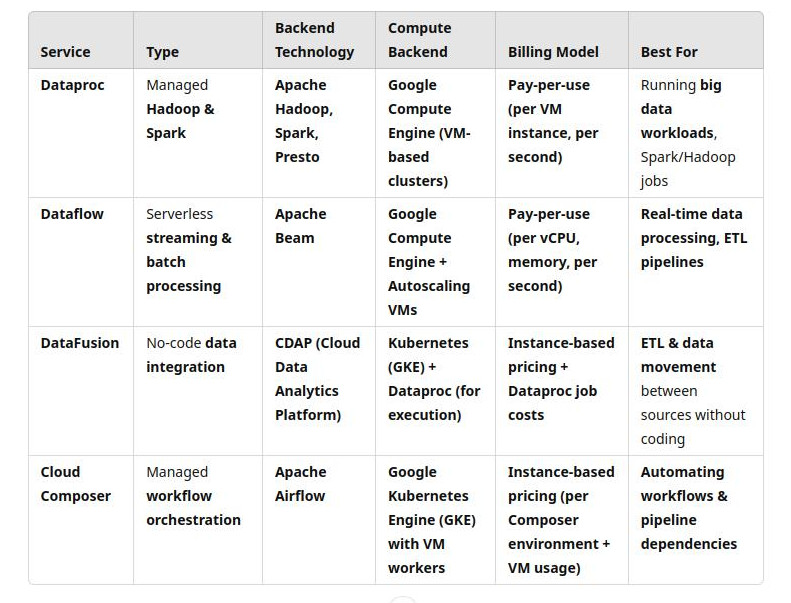 Service	Type	Backend Technology	Compute Backend	Billing Model	Best For
Dataproc	Managed Hadoop & Spark	Apache Hadoop, Spark, Presto	Google Compute Engine (VM-based clusters)	Pay-per-use (per VM instance, per second)	Running big data workloads, Spark/Hadoop jobs
Dataflow	Serverless streaming & batch processing	Apache Beam	Google Compute Engine + Autoscaling VMs	Pay-per-use (per vCPU, memory, per second)	Real-time data processing, ETL pipelines
DataFusion	No-code data integration	CDAP (Cloud Data Analytics Platform)	Kubernetes (GKE) + Dataproc (for execution)	Instance-based pricing + Dataproc job costs	ETL & data movement between sources without coding
Cloud Composer	Managed workflow orchestration	Apache Airflow	Google Kubernetes Engine (GKE) with VM workers	Instance-based pricing (per Composer environment + VM usage)	Automating workflows & pipeline dependencies